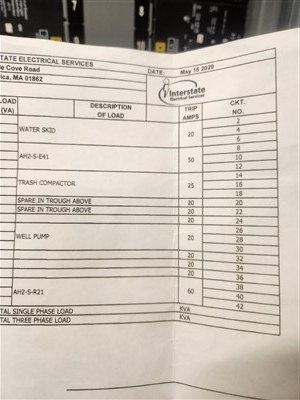 STATE ELECTRICAL SERVICES
le Cove Road
rica, MA 01862
DATE: May 15 2020
Interstate
Electrical Services
LOAD
(VA)
DESCRIPTION
OF LOAD
TRIP
AMPS
CKT.
NO.
2
WATER SKID 20 4
6
8
AH2-S-E41 50 10
12
14
TRASH COMPACTOR 25 16
18
SPARE IN TROUGH ABOVE 20 20
SPARE IN TROUGH ABOVE 20 22
20 24
26
WELL PUMP 20 28
30
20 32
20 34
20 36
38
AH2-S-R21 60 40
42
TAL SINGLE PHASE LOAD KVA
TAL THREE PHASE LOAD KVA